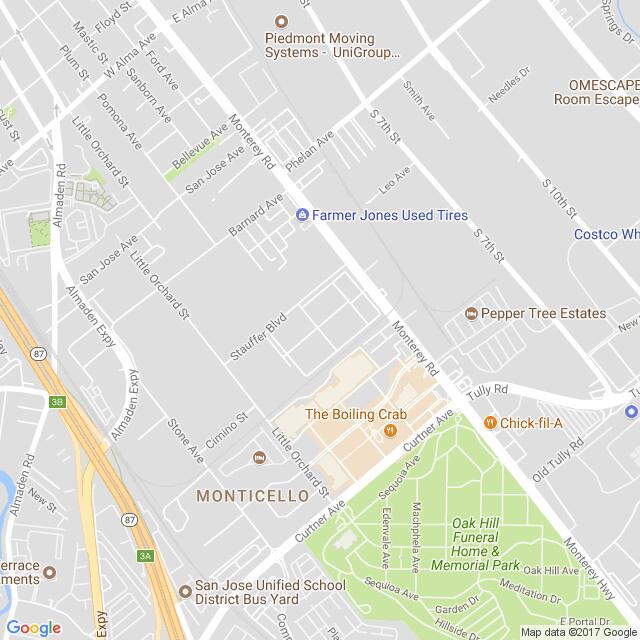 Floyd St
E Alma Ave
Springs Dr
Piedmont Moving
Systems - UniGroup...
Mastic St
W Alma Ave
Plum St
Ford Ave
Sanborn Ave
Needles Dr
OMESCAPE
Room Escape
Smith Ave
Pomona Ave
Little Orchard St
Monterey Rd
S 7th St
Bellevue Ave
Phelan Ave
San Jose Ave
Almaden Rd
Leo Ave
S 10th St
Barnard Ave
Farmer Jones Used Tires
S 7th St
Costco Wh
San Jose Ave
Little Orchard St
Almaden Expy
Pepper Tree Estates
Stauffer Blvd
Monterey Rd
87
Almaden Expy
Tully Rd
3B
The Boiling Crab
Curtner Ave
Chick-fil-A
Cimino St
Stone Ave
Little Orchard St
Old Tully Rd
Almaden Rd
Sequoia Ave
New St
MONTICELLO
Curtner Ave
87
Edenvale Ave
Machphela Ave
Oak Hill
Funeral
Home &
Memorial Park
Monterey Hwy
3A
Oak Hill Ave
San Jose Unified School
District Bus Yard
Sequoia Ave
Meditation Dr
Garden Dr
Hillside Dr
E Portal Dr
Expy
Google
Map data ©2017 Google